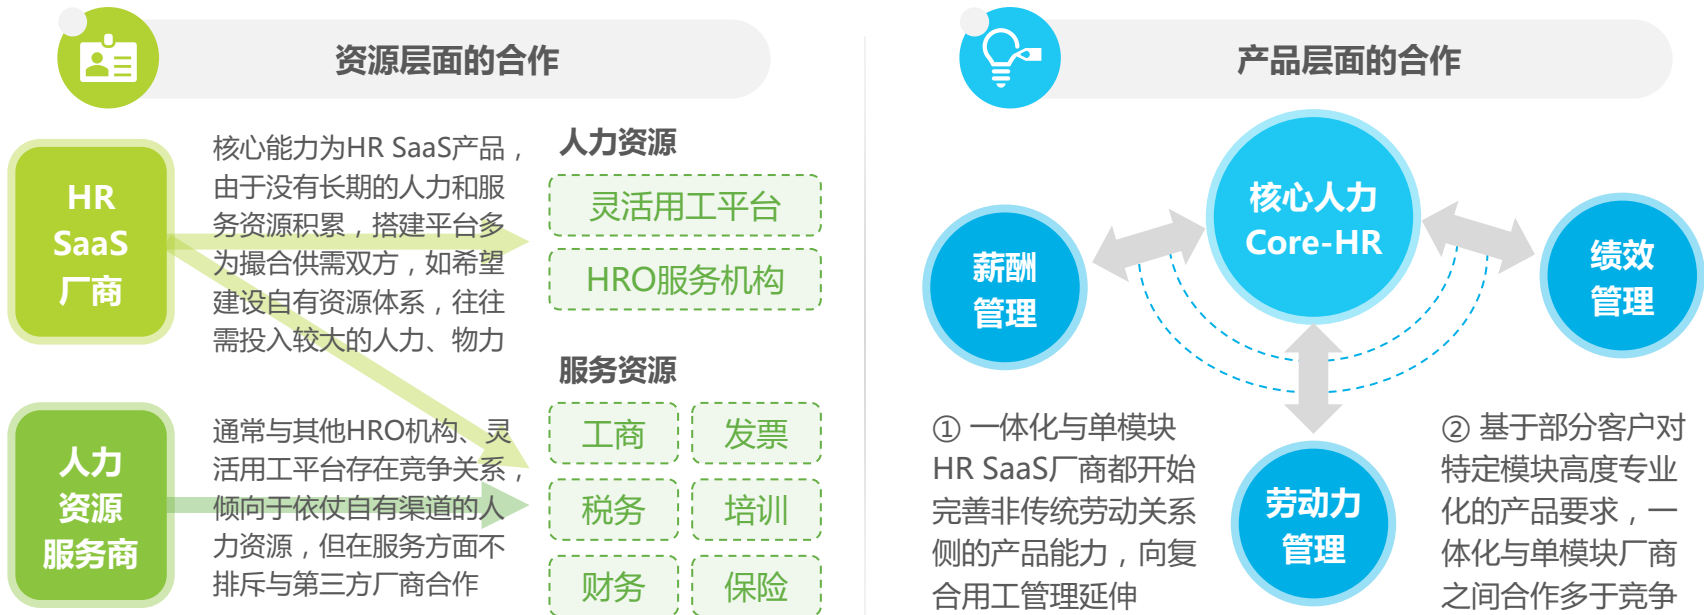 资源层面的合作
HR
SaaS
厂商
核心能力为HR SaaS产品，
由于没有长期的人力和服
务资源积累，搭建平台多
为撮合供需双方，如希望
建设自有资源体系，往往
需投入较大的人力、物力
人力资源
灵活用工平台
HRO服务机构
人力
资源
服务商
通常与其他HRO机构、灵
活用工平台存在竞争关系，
倾向于依仗自有渠道的人
力资源，但在服务方面不
排斥与第三方厂商合作
服务资源
工商
发票
税务
培训
财务
保险
产品层面的合作
核心人力
Core-HR
薪酬
管理
绩效
管理
劳动力
管理
① 一体化与单模块
HR SaaS厂商都开始
完善非传统劳动关系
侧的产品能力，向复
合用工管理延伸
② 基于部分客户对
特定模块高度专业
化的产品要求，一
体化与单模块厂商
之间合作多于竞争